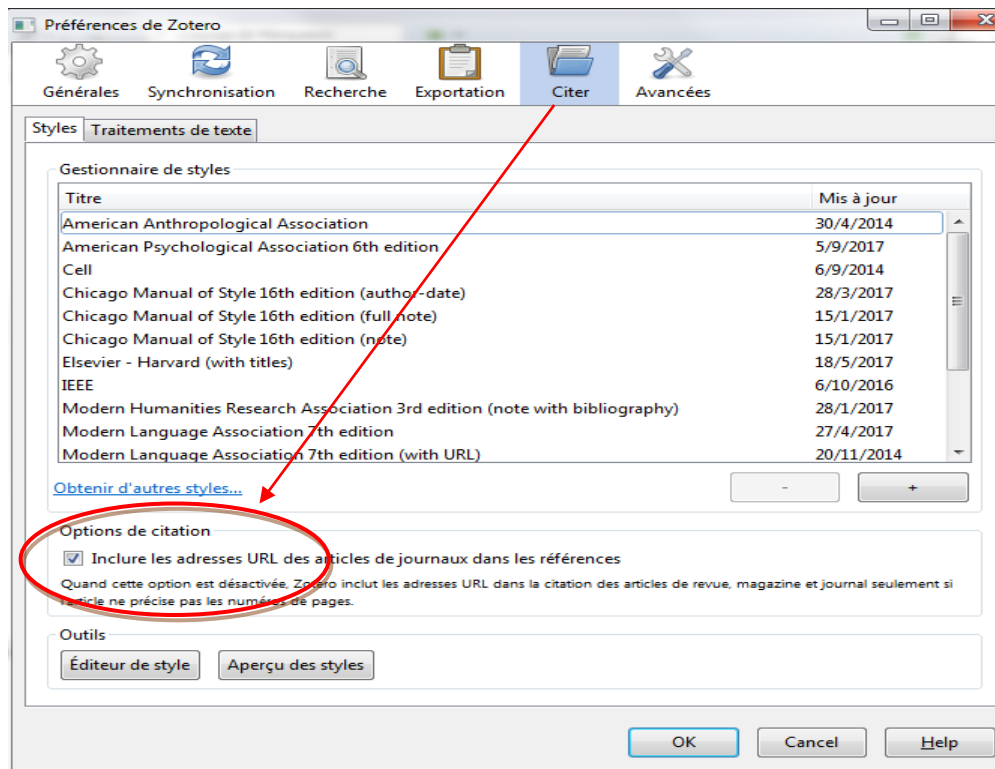 Préférences de Zotero
Générales Synchronisation Recherche Exportation Citer Avancées
Styles Traitements de texte
Gestionnaire de styles
Titre Mis à jour
American Anthropological Association 30/4/2014
American Psychological Association 6th edition 5/9/2017
Cell 6/9/2014
Chicago Manual of Style 16th edition (author-date) 28/3/2017
Chicago Manual of Style 16th edition (full note) 15/1/2017
Chicago Manual of Style 16th edition (note) 15/1/2017
Elsevier - Harvard (with titles) 18/5/2017
IEEE 6/10/2016
Modern Humanities Research Association 3rd edition (note with bibliography) 28/1/2017
Modern Language Association 7th edition 27/4/2017
Modern Language Association 7th edition (with URL) 20/11/2014
Obtenir d'autres styles... - +
Options de citation
Inclure les adresses URL des articles de journaux dans les références
Quand cette option est désactivée, Zotero inclut les adresses URL dans la citation des articles de revue, magazine et journal seulement si
l'article ne précise pas les numéros de pages.
Outils
Éditeur de style Aperçu des styles
OK Cancel Help